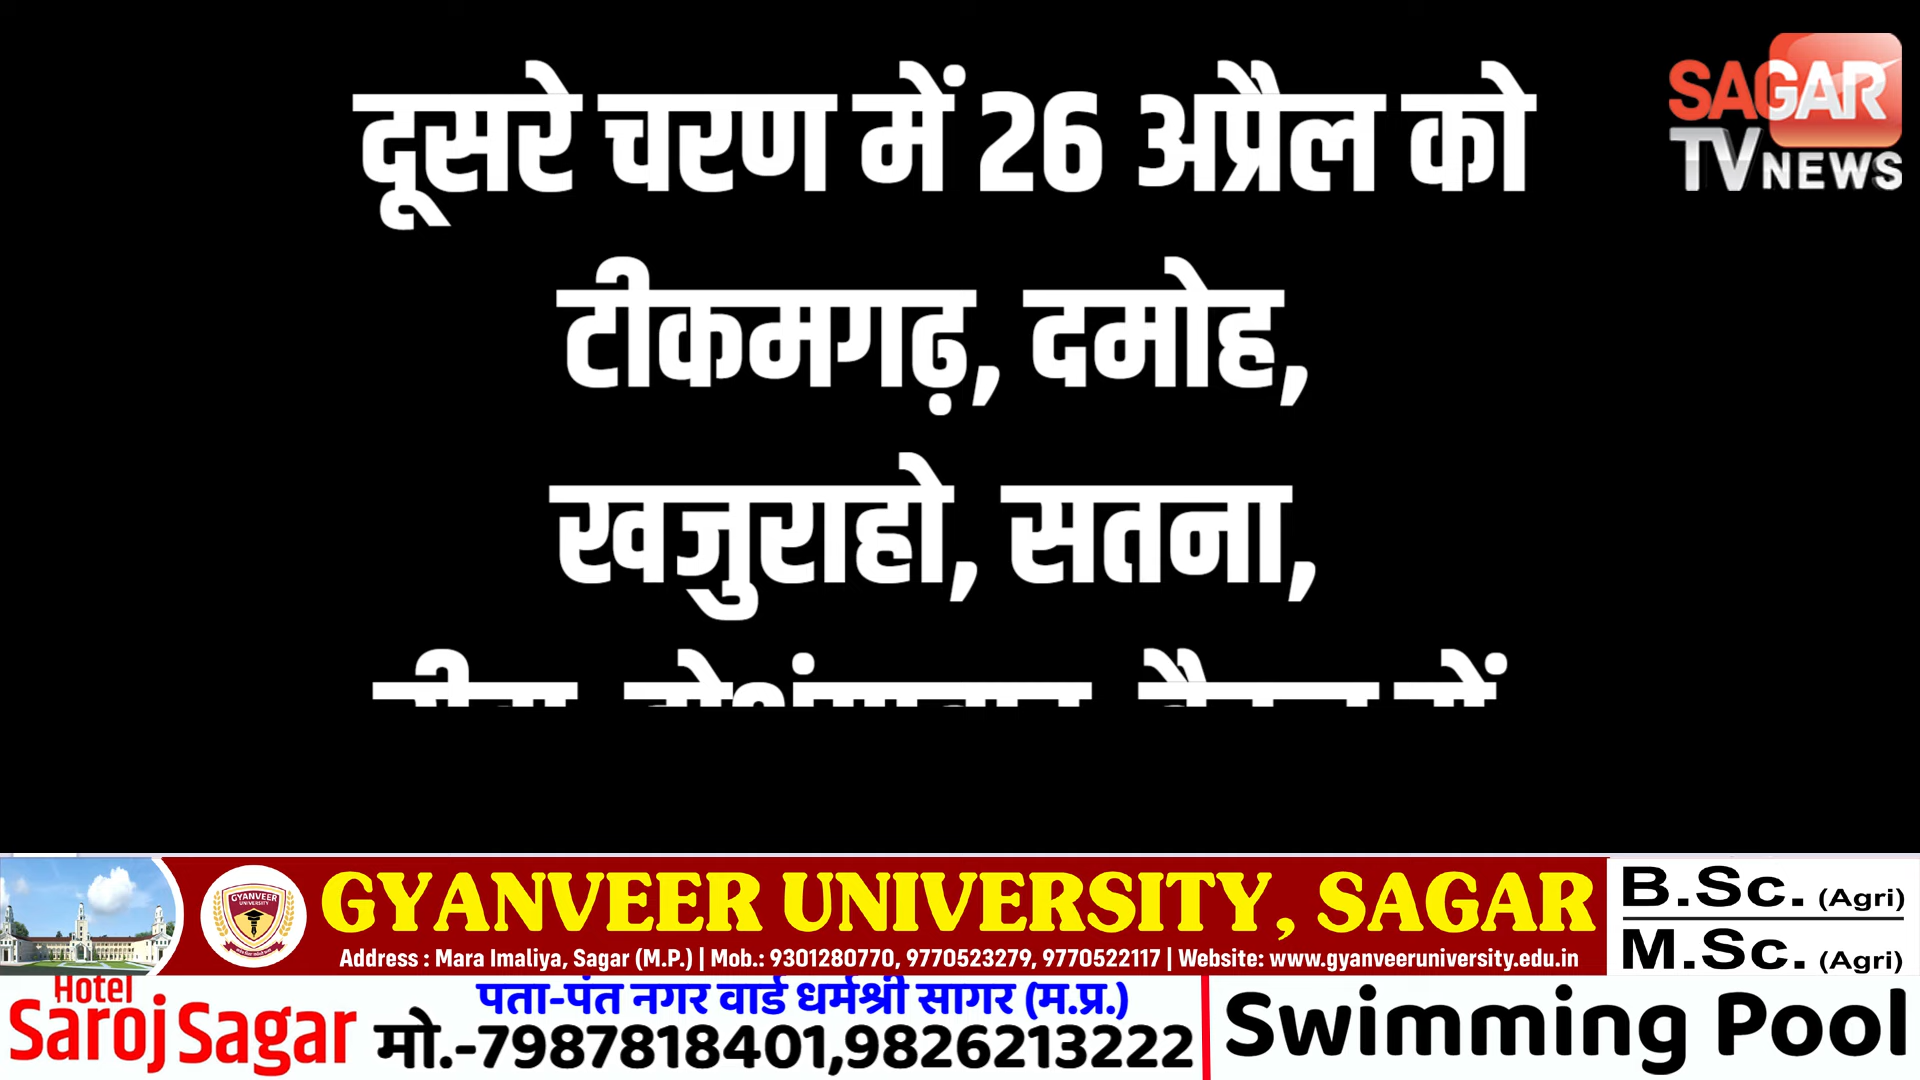 दूसरे चरण में 26 अप्रैल को
टीकमगढ़, दमोह,
खजुराहो, सतना,
SAGAR
TV NEWS
GYANVEER UNIVERSITY
GYANVEER UNIVERSITY, SAGAR
Address : Mara Imaliya, Sagar (M.P.) | Mob.: 9301280770, 9770523279, 9770522117 | Website: www.gyanveeruniversity.edu.in
B.Sc. (Agri)
M.Sc. (Agri)
Hotel
Saroj Sagar
पता-पंत नगर वार्ड धर्मश्री सागर (म.प्र.)
मो.-7987818401,9826213222
Swimming Pool